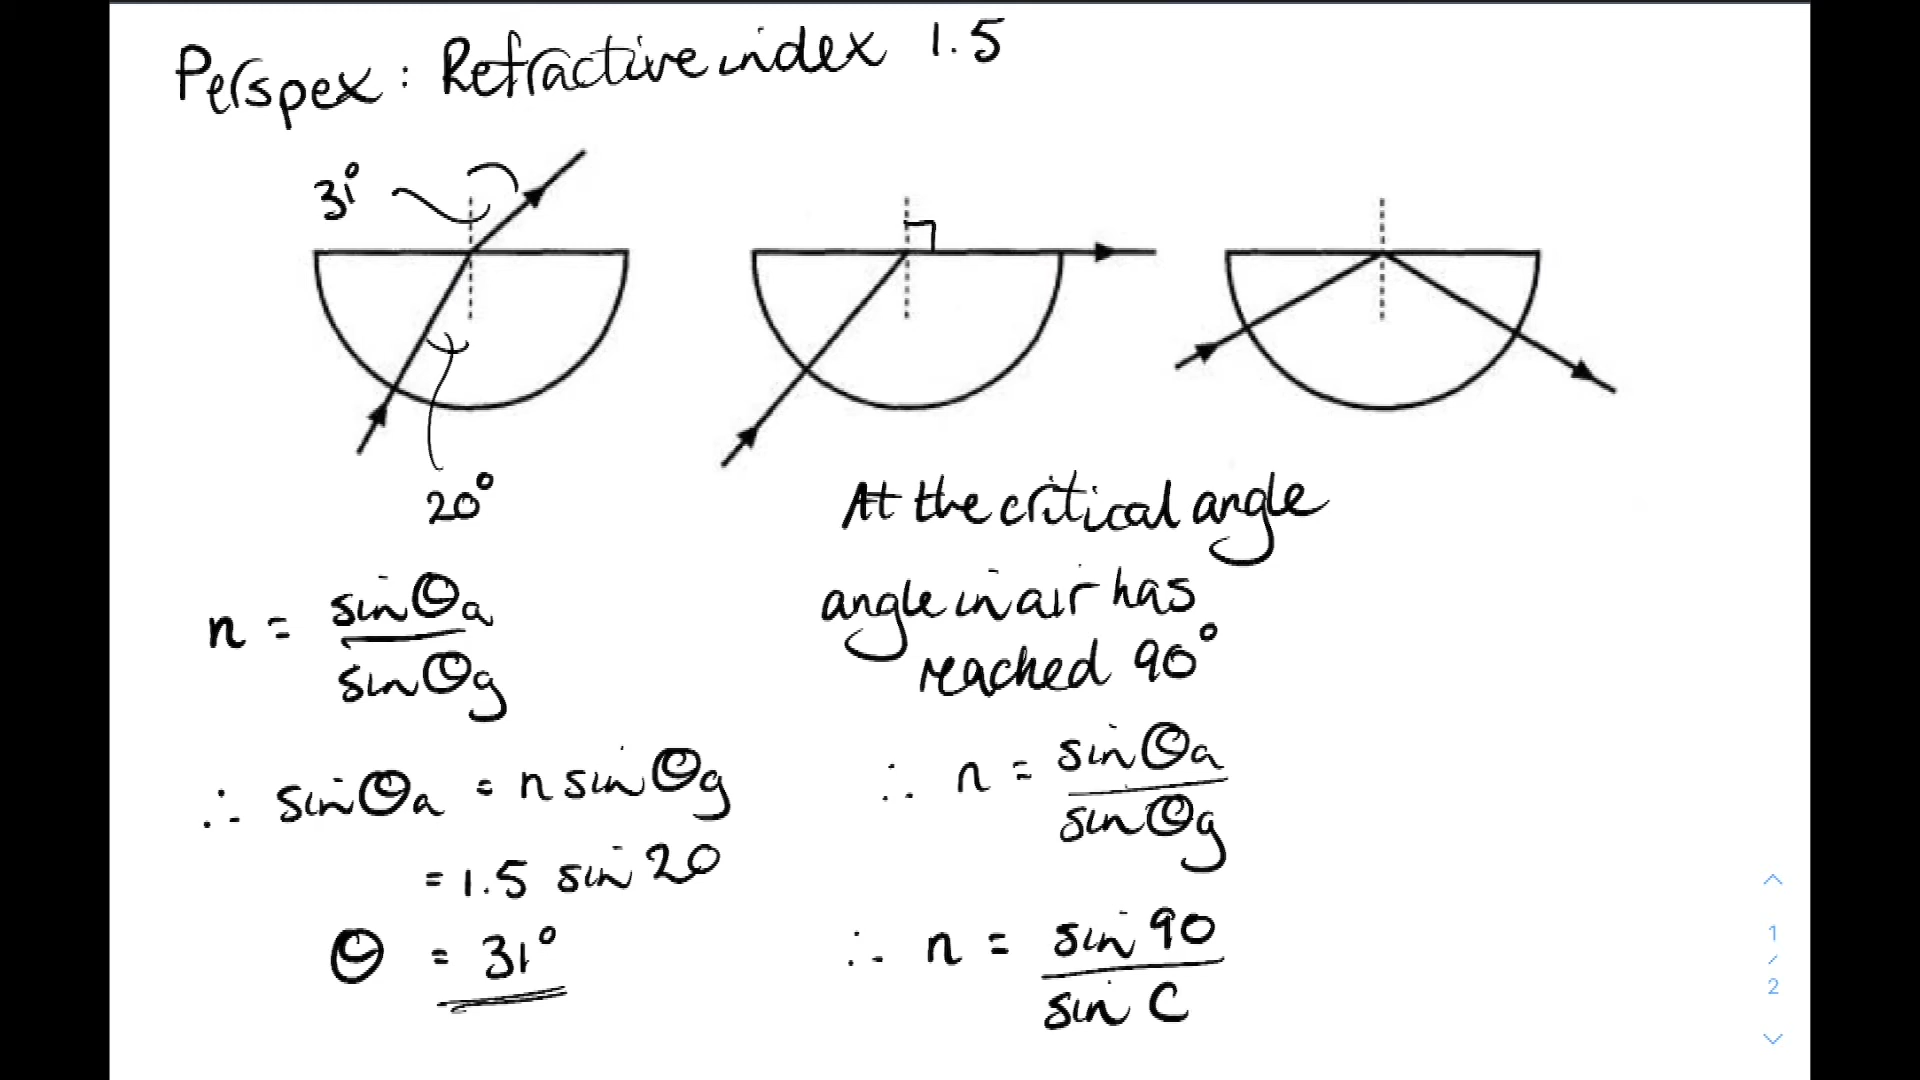 Perspex: Refractive index 1.5
31°
20°
n = sinθa / sinθg
∴ sinθa = n sinθg
= 1.5 sin 20
θ = 31°
At the critical angle
angle in air has
reached 90°
∴ n = sinθa / sinθg
∴ n = sin 90 / sin C
1
/
2